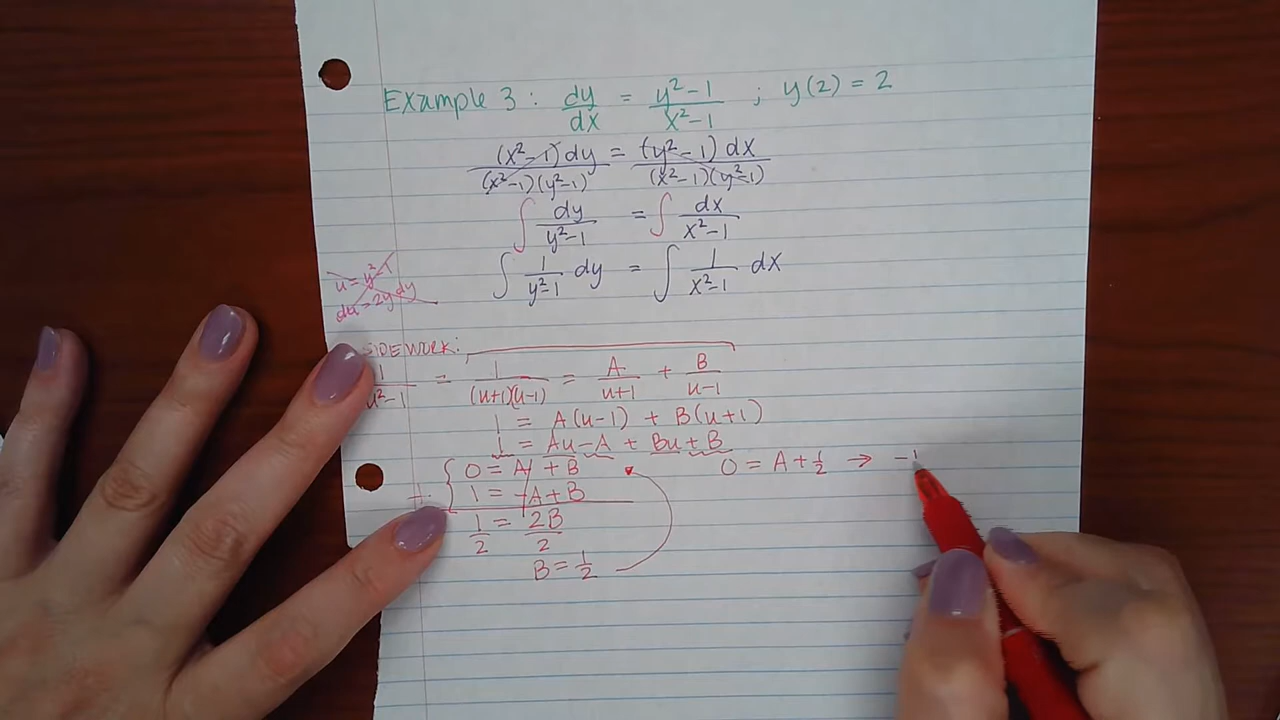 Example 3 : dy/dx = y²-1/x²-1 ; y(2) = 2
(x²-1)dy/(x²-1)(y²-1) = (y²-1)dx/(x²-1)(y²-1)
∫ dy/y²-1 = ∫ dx/x²-1
∫ 1/y²-1 dy = ∫ 1/x²-1 dx
u = y²-1
du = 2y dy
SIDEWORK:
1/u²-1 = 1/(u+1)(u-1) = A/u+1 + B/u-1
1 = A(u-1) + B(u+1)
1 = Au-A + Bu+B
0 = A + B
1 = -A + B
1/2 = 2B/2
B = 1/2
0 = A + 1/2 → -1